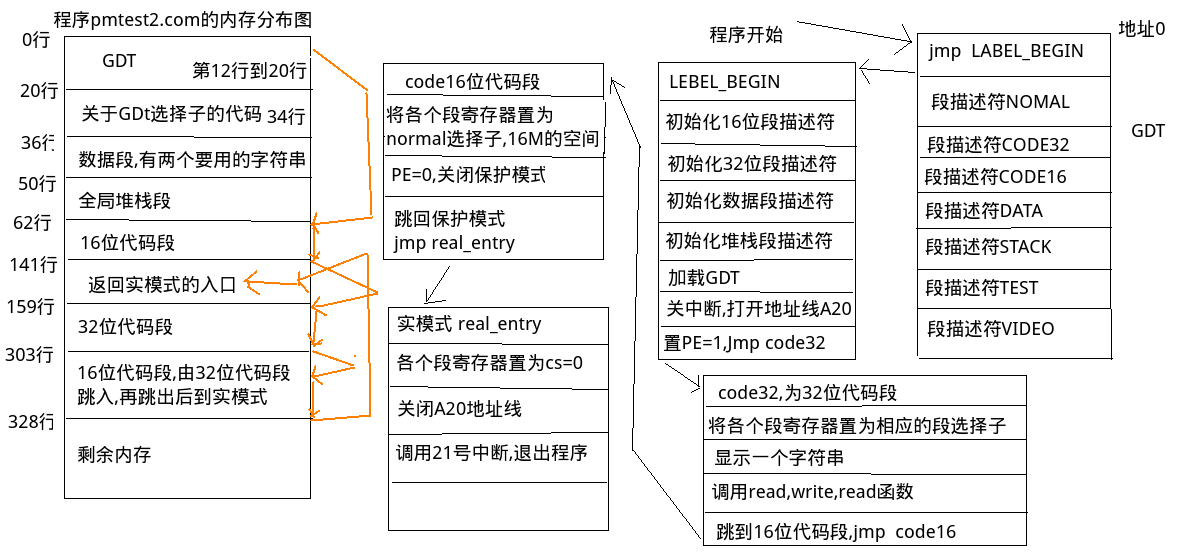 程序pmtest2.com的内存分布图
0行
GDT
第12行到20行
20行
关于GDt选择子的代码 34行
36行
数据段,有两个要用的字符串
50行
全局堆栈段
62行
16位代码段
141行
返回实模式的入口
159行
32位代码段
303行
16位代码段,由32位代码段
跳入,再跳出后到实模式
328行
剩余内存
code16位代码段
将各个段寄存器置为
normal选择子,16M的空间
PE=0,关闭保护模式
跳回保护模式
jmp real_entry
实模式 real_entry
各个段寄存器置为cs=0
关闭A20地址线
调用21号中断,退出程序
程序开始
LEBEL_BEGIN
初始化16位段描述符
初始化32位段描述符
初始化数据段描述符
初始化堆栈段描述符
加载GDT
关中断,打开地址线A20
置PE=1,Jmp code32
地址0
jmp LABEL_BEGIN
段描述符NOMAL
GDT
段描述符CODE32
段描述符CODE16
段描述符DATA
段描述符STACK
段描述符TEST
段描述符VIDEO
code32,为32位代码段
将各个段寄存器置为相应的段选择子
显示一个字符串
调用read,write,read函数
跳到16位代码段,jmp code16